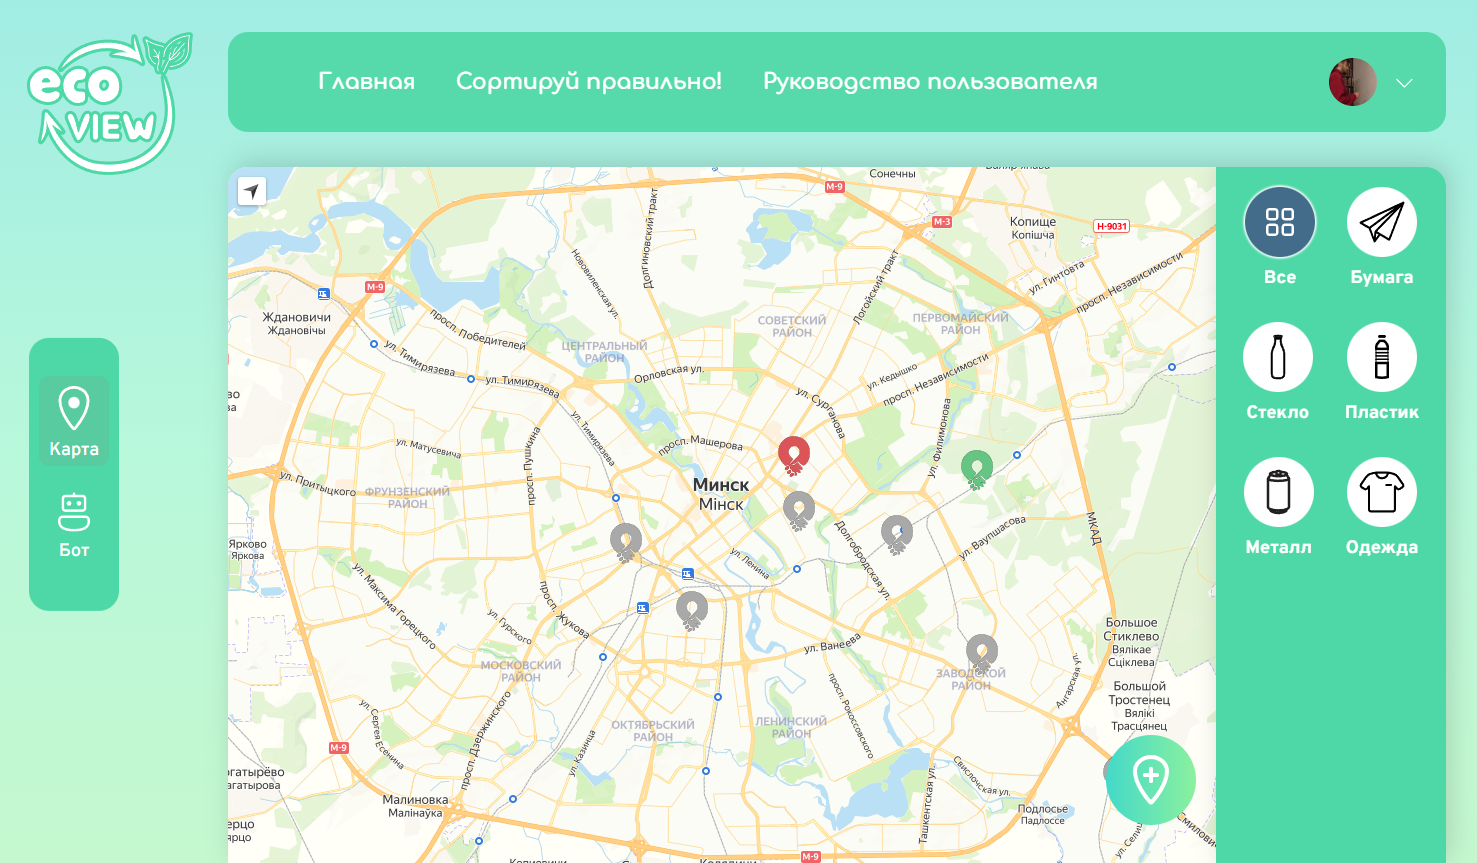 eco
VIEW
Главная
Сортируй правильно!
Руководство пользователя
Карта
Бот
Сонечны
М-9
М-3
Копище
Копішча
Н-9031
Долгиновский тракт
Нововиленская ул.
Логойский тракт
ул. Гинтовта
просп. Независимости
М-9
Ждановичи
Ждановічы
просп. Победителей
СОВЕТСКИЙ
РАЙОН
ПЕРВОМАЙСКИЙ
РАЙОН
ЦЕНТРАЛЬНЫЙ
РАЙОН
ул. Тимирязева
ул. Тимирязева
Орловская ул.
ул. Кедышко
просп. Независимости
ул. Сурганова
ул. Тимирязева
ул. Филимонова
ул. Матусевича
просп. Пушкина
просп. Машерова
ул. Притыцкого
ФРУНЗЕНСКИЙ
РАЙОН
Минск
Мінск
Долгобродская ул.
ул. Ваупшасова
МКАД
Ярково
Яркова
ул. Ленина
ул. Максима Горецкого
просп. Жукова
ул. Гурского
ул. Ванеева
Большое
Стиклево
Вялікае
Сціклева
МОСКОВСКИЙ
РАЙОН
ЗАВОДСКОЙ
РАЙОН
Ангарская ул.
Большой
Тростенец
Вялікі
Трасцянец
просп. Рокоссовского
ул. Сергея Есенина
просп. Дзержинского
ОКТЯБРЬСКИЙ
РАЙОН
ЛЕНИНСКИЙ
РАЙОН
М-9
ул. Казинца
Свислочская ул.
Ташкентская ул.
Малиновка
Малінаўка
Подлосье
Падлоссе
М-9
Все
Бумага
Стекло
Пластик
Металл
Одежда